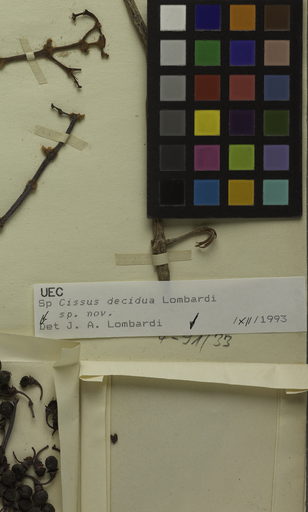 UEC
Sp Cissus decidua Lombardi
sp. nov.
Det J. A. Lombardi /XII/1993